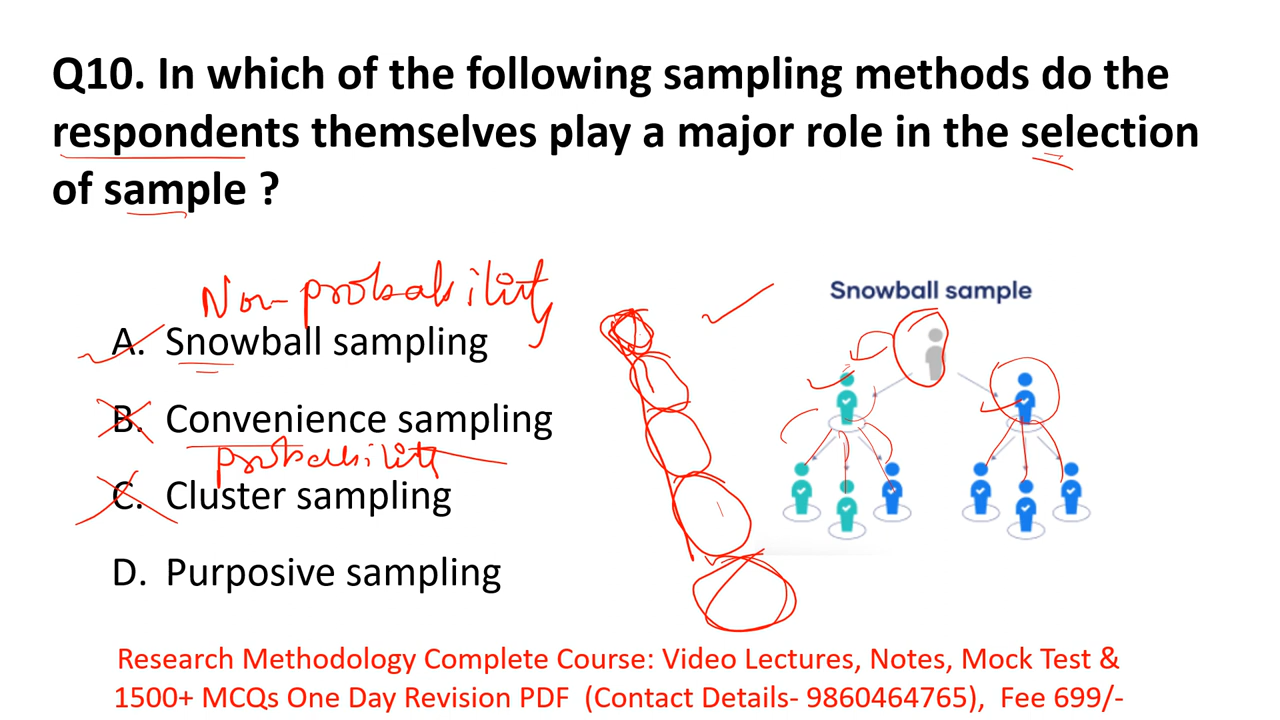 Q10. In which of the following sampling methods do the
respondents themselves play a major role in the selection
of sample ?
Non-probability
A. Snowball sampling
B. Convenience sampling
probability
C. Cluster sampling
D. Purposive sampling
Snowball sample
Research Methodology Complete Course: Video Lectures, Notes, Mock Test &
1500+ MCQs One Day Revision PDF (Contact Details- 9860464765), Fee 699/-